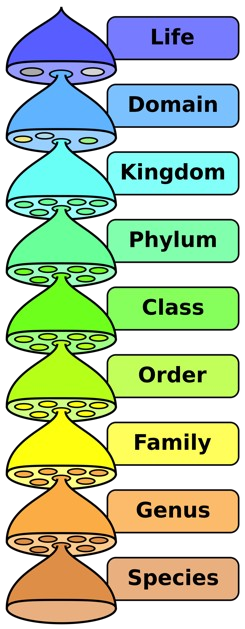 Life
Domain
Kingdom
Phylum
Class
Order
Family
Genus
Species